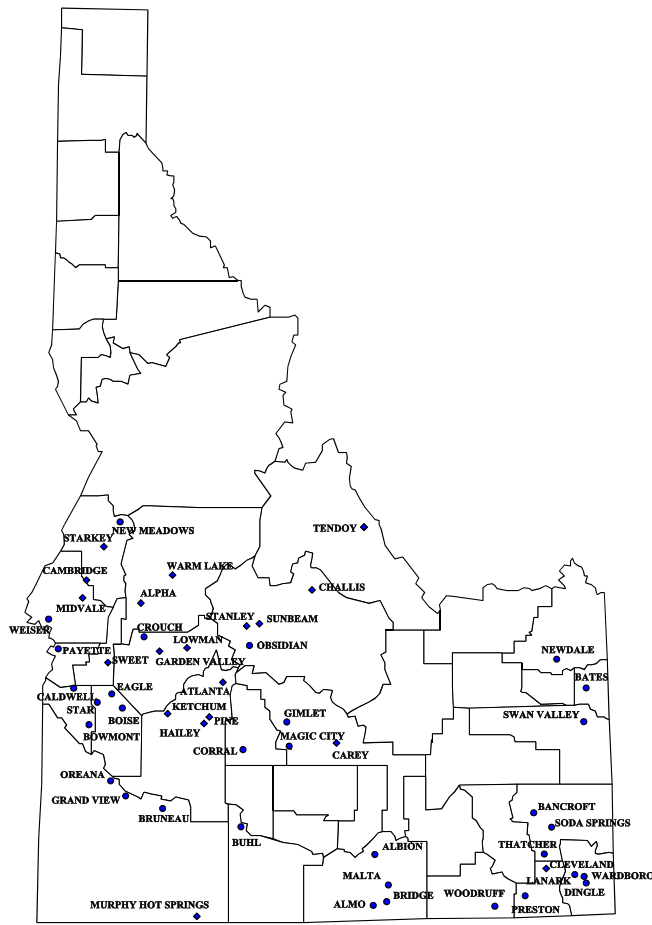 NEW MEADOWS
TENDOY
STARKEY
WARM LAKE
CAMBRIDGE
CHALLIS
ALPHA
MIDVALE
STANLEY
SUNBEAM
CROUCH
WEISER
LOWMAN
OBSIDIAN
PAYETTE
NEWDALE
SWEET
GARDEN VALLEY
BATES
EAGLE
ATLANTA
CALDWELL
KETCHUM
STAR
GIMLET
SWAN VALLEY
BOISE
PINE
HAILEY
BOWMONT
MAGIC CITY
CORRAL
CAREY
OREANA
GRAND VIEW
BANCROFT
BRUNEAU
SODA SPRINGS
BUHL
THATCHER
ALBION
CLEVELAND
MALTA
WARDBORO
LANARK
DINGLE
BRIDGE
WOODRUFF
MURPHY HOT SPRINGS
ALMO
PRESTON